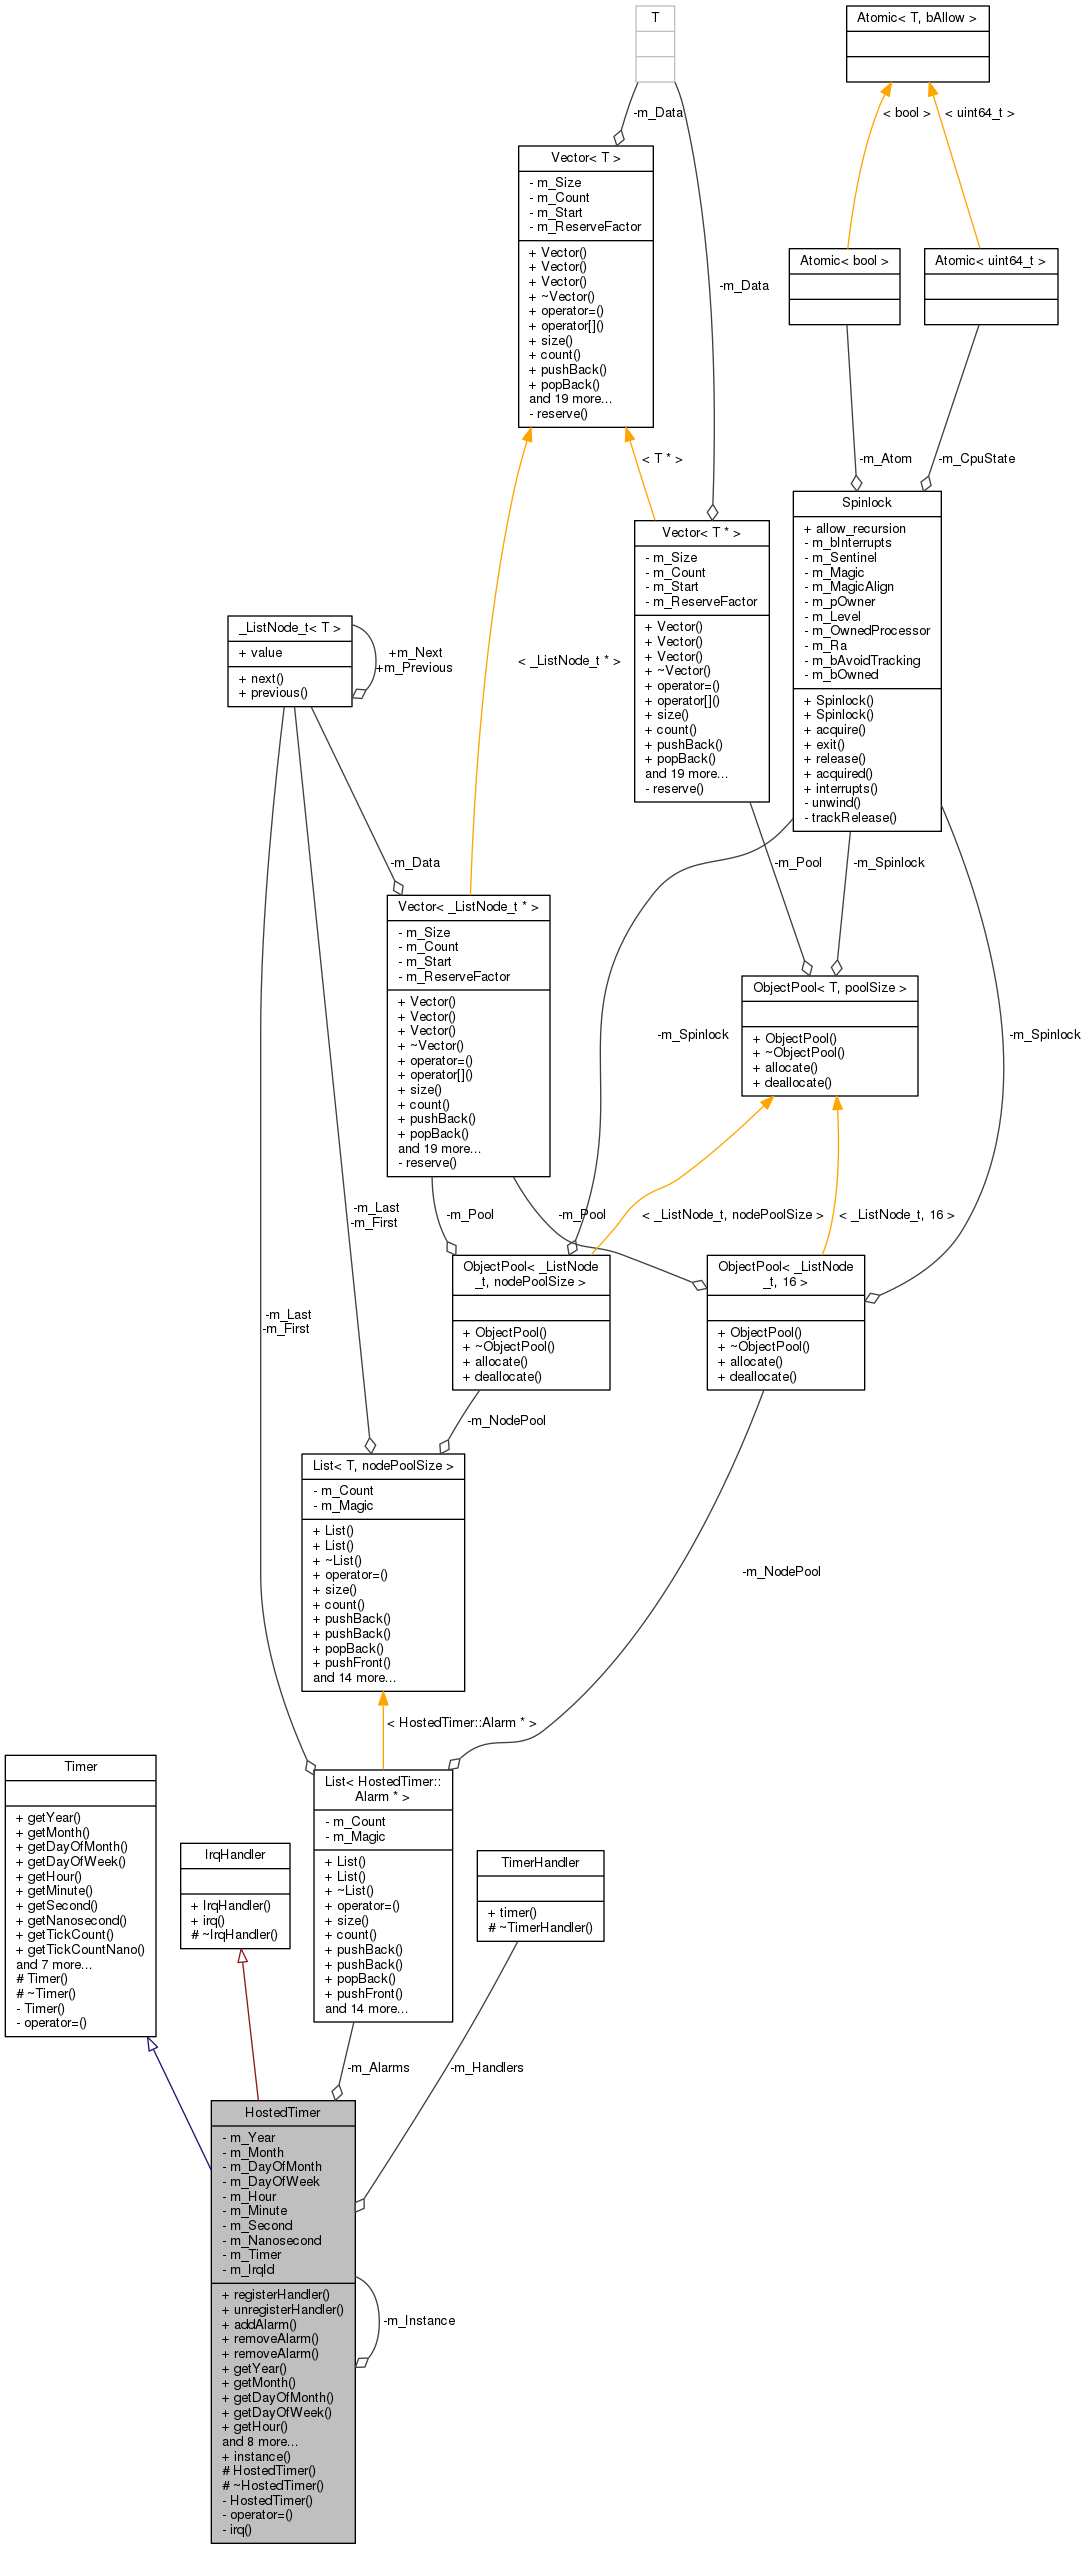 T
Atomic< T, bAllow >
-m_Data
< bool >
< uint64_t >
Vector< T >
- m_Size
- m_Count
- m_Start
- m_ReserveFactor
+ Vector()
+ Vector()
+ Vector()
+ ~Vector()
+ operator=()
+ operator[]()
+ size()
+ count()
+ pushBack()
+ popBack()
and 19 more...
- reserve()
-m_Data
Atomic< bool >
Atomic< uint64_t >
< T * >
-m_Atom
-m_CpuState
Spinlock
+ allow_recursion
- m_bInterrupts
- m_Sentinel
- m_Magic
- m_MagicAlign
- m_pOwner
- m_Level
- m_OwnedProcessor
- m_Ra
- m_bAvoidTracking
- m_bOwned
+ Spinlock()
+ Spinlock()
+ acquire()
+ exit()
+ release()
+ acquired()
+ interrupts()
- unwind()
- trackRelease()
Vector< T * >
- m_Size
- m_Count
- m_Start
- m_ReserveFactor
+ Vector()
+ Vector()
+ Vector()
+ ~Vector()
+ operator=()
+ operator[]()
+ size()
+ count()
+ pushBack()
+ popBack()
and 19 more...
- reserve()
_ListNode_t< T >
+ value
+ next()
+ previous()
+m_Next
+m_Previous
< _ListNode_t * >
-m_Data
-m_Pool
-m_Spinlock
Vector< _ListNode_t * >
- m_Size
- m_Count
- m_Start
- m_ReserveFactor
+ Vector()
+ Vector()
+ Vector()
+ ~Vector()
+ operator=()
+ operator[]()
+ size()
+ count()
+ pushBack()
+ popBack()
and 19 more...
- reserve()
ObjectPool< T, poolSize >
+ ObjectPool()
+ ~ObjectPool()
+ allocate()
+ deallocate()
-m_Spinlock
-m_Spinlock
-m_Last
-m_First
-m_Pool
-m_Pool
< _ListNode_t, nodePoolSize >
< _ListNode_t, 16 >
ObjectPool< _ListNode
_t, nodePoolSize >
+ ObjectPool()
+ ~ObjectPool()
+ allocate()
+ deallocate()
ObjectPool< _ListNode
_t, 16 >
+ ObjectPool()
+ ~ObjectPool()
+ allocate()
+ deallocate()
-m_Last
-m_First
-m_NodePool
List< T, nodePoolSize >
- m_Count
- m_Magic
+ List()
+ List()
+ ~List()
+ operator=()
+ size()
+ count()
+ pushBack()
+ pushBack()
+ popBack()
+ pushFront()
and 14 more...
-m_NodePool
< HostedTimer::Alarm * >
Timer
+ getYear()
+ getMonth()
+ getDayOfMonth()
+ getDayOfWeek()
+ getHour()
+ getMinute()
+ getSecond()
+ getNanosecond()
+ getTickCount()
+ getTickCountNano()
and 7 more...
# Timer()
# ~Timer()
- Timer()
- operator=()
IrqHandler
+ IrqHandler()
+ irq()
# ~IrqHandler()
List< HostedTimer::
Alarm * >
- m_Count
- m_Magic
+ List()
+ List()
+ ~List()
+ operator=()
+ size()
+ count()
+ pushBack()
+ pushBack()
+ popBack()
+ pushFront()
and 14 more...
TimerHandler
+ timer()
# ~TimerHandler()
-m_Alarms
-m_Handlers
HostedTimer
- m_Year
- m_Month
- m_DayOfMonth
- m_DayOfWeek
- m_Hour
- m_Minute
- m_Second
- m_Nanosecond
- m_Timer
- m_IrqId
+ registerHandler()
+ unregisterHandler()
+ addAlarm()
+ removeAlarm()
+ removeAlarm()
+ getYear()
+ getMonth()
+ getDayOfMonth()
+ getDayOfWeek()
+ getHour()
and 8 more...
+ instance()
# HostedTimer()
# ~HostedTimer()
- HostedTimer()
- operator=()
- irq()
-m_Instance